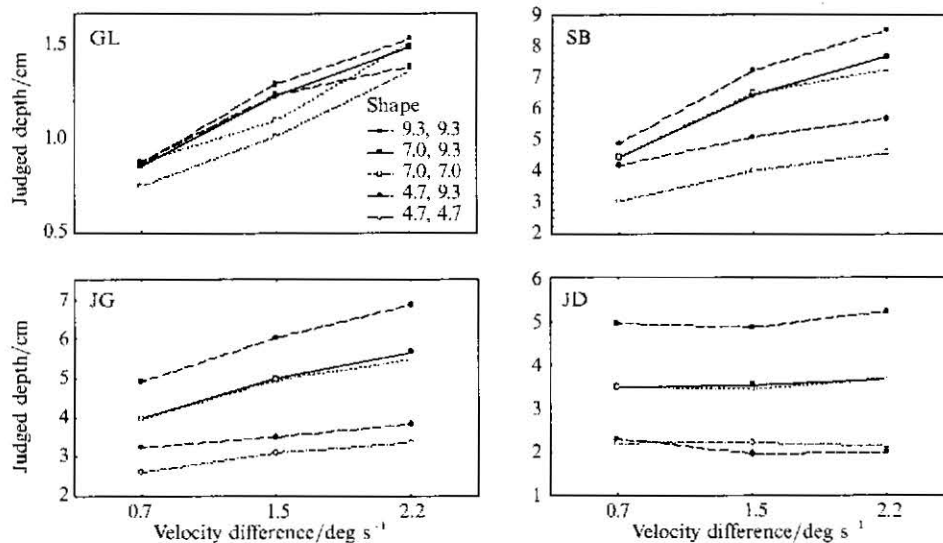 GL
Judged depth/cm
1.5
1.0
0.5
Shape
9.3, 9.3
7.0, 9.3
7.0, 7.0
4.7, 9.3
4.7, 4.7
SB
9
8
7
6
5
4
3
2
JG
Judged depth/cm
7
6
5
4
3
2
0.7 1.5 2.2
Velocity difference/deg s⁻¹
JD
6
5
4
3
2
1
0.7 1.5 2.2
Velocity difference/deg s⁻¹